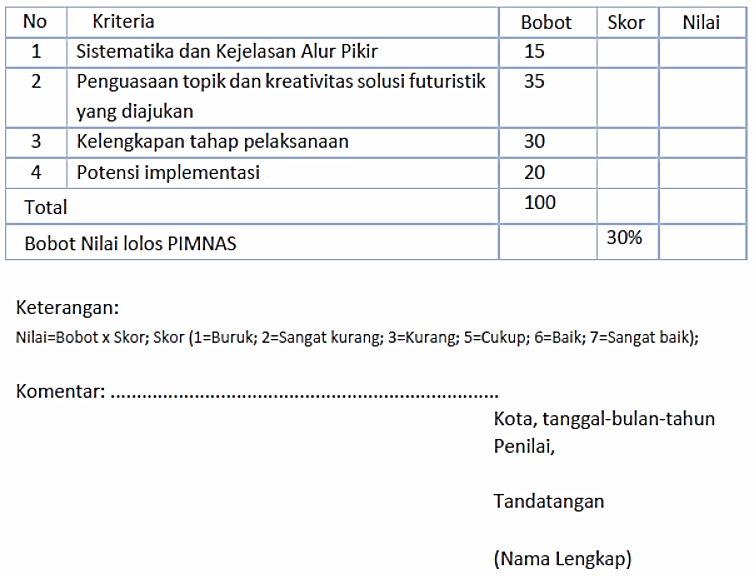 No Kriteria Bobot Skor Nilai
1 Sistematika dan Kejelasan Alur Pikir 15
2 Penguasaan topik dan kreativitas solusi futuristik 35
yang diajukan
3 Kelengkapan tahap pelaksanaan 30
4 Potensi implementasi 20
Total 100
Bobot Nilai lolos PIMNAS 30%
Keterangan:
Nilai=Bobot x Skor; Skor (1=Buruk; 2=Sangat kurang; 3=Kurang; 5=Cukup; 6=Baik; 7=Sangat baik);
Komentar: ...........................................................................
Kota, tanggal-bulan-tahun
Penilai,
Tandatangan
(Nama Lengkap)